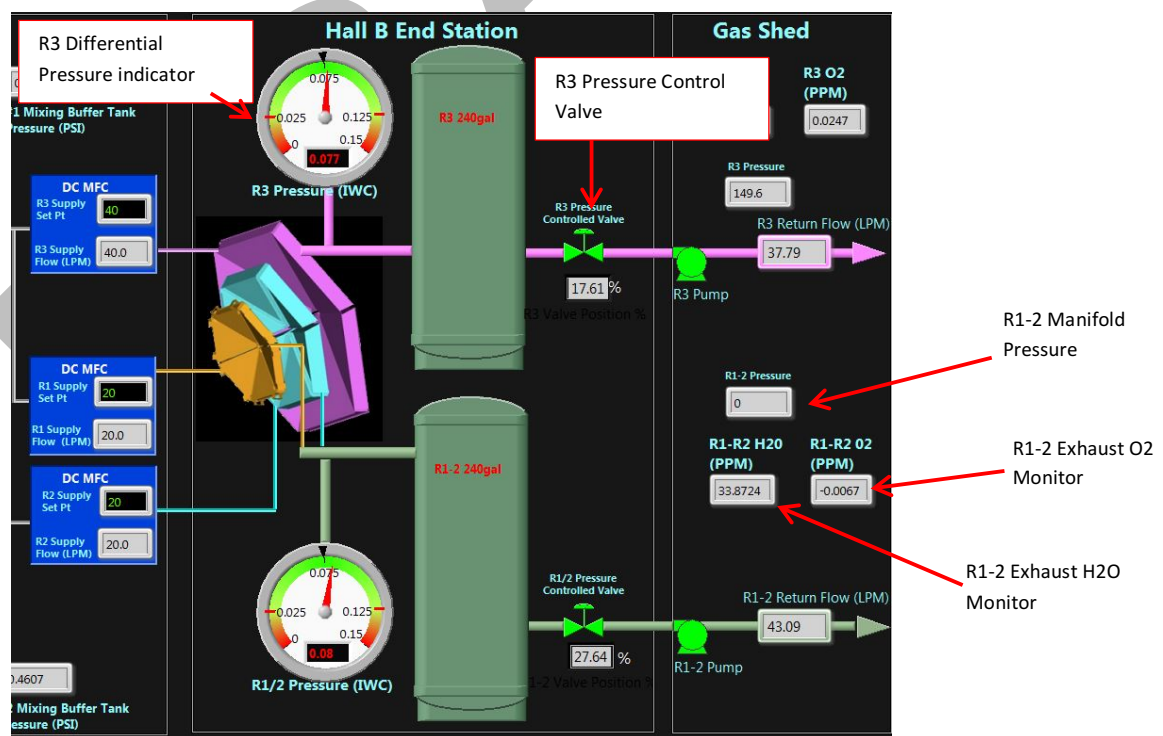 Hall B End Station
Gas Shed
R3 Differential
Pressure indicator
R3 Pressure Control
Valve
0.075
0.025
0.125
0
0.15
0.077
R3 Pressure (IWC)
R3 240gal
R3 O2
(PPM)
0.0247
Mixing Buffer Tank
Pressure (PSI)
DC MFC
R3 Supply
Set Pt
40
R3 Supply
Flow (LPM)
40.0
R3 Pressure
Controlled Valve
17.61 %
R3 Valve Position %
R3 Pressure
149.6
R3 Return Flow (LPM)
37.79
R3 Pump
DC MFC
R1 Supply
Set Pt
20
R1 Supply
Flow (LPM)
20.0
DC MFC
R2 Supply
Set Pt
20
R2 Supply
Flow (LPM)
20.0
R1-2 240gal
R1-2 Pressure
0
R1-2 Manifold
Pressure
R1-R2 H20
(PPM)
33.8724
R1-R2 02
(PPM)
-0.0067
R1-2 Exhaust O2
Monitor
R1-2 Exhaust H2O
Monitor
0.075
0.025
0.125
0
0.15
0.08
R1/2 Pressure (IWC)
R1/2 Pressure
Controlled Valve
27.64 %
1-2 Valve Position %
R1-2 Return Flow (LPM)
43.09
R1-2 Pump
.4607
Mixing Buffer Tank
essure (PSI)